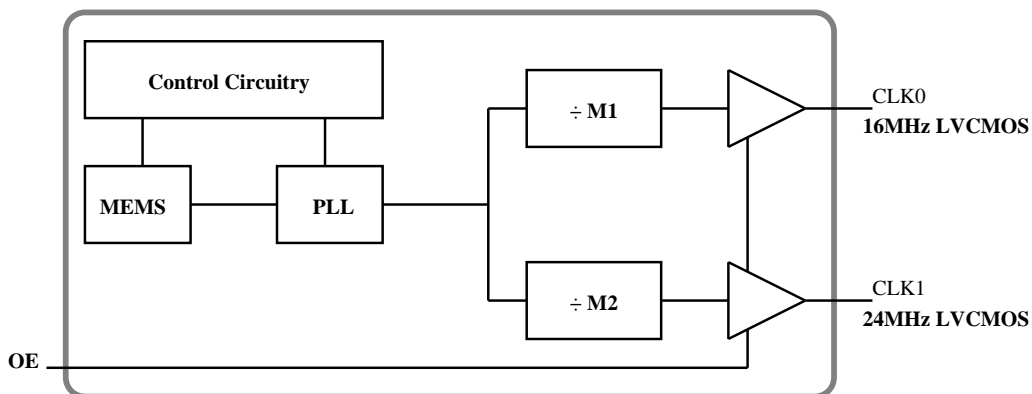 Control Circuitry
MEMS
PLL
÷ M1
÷ M2
CLK0
16MHz LVCMOS
CLK1
24MHz LVCMOS
OE